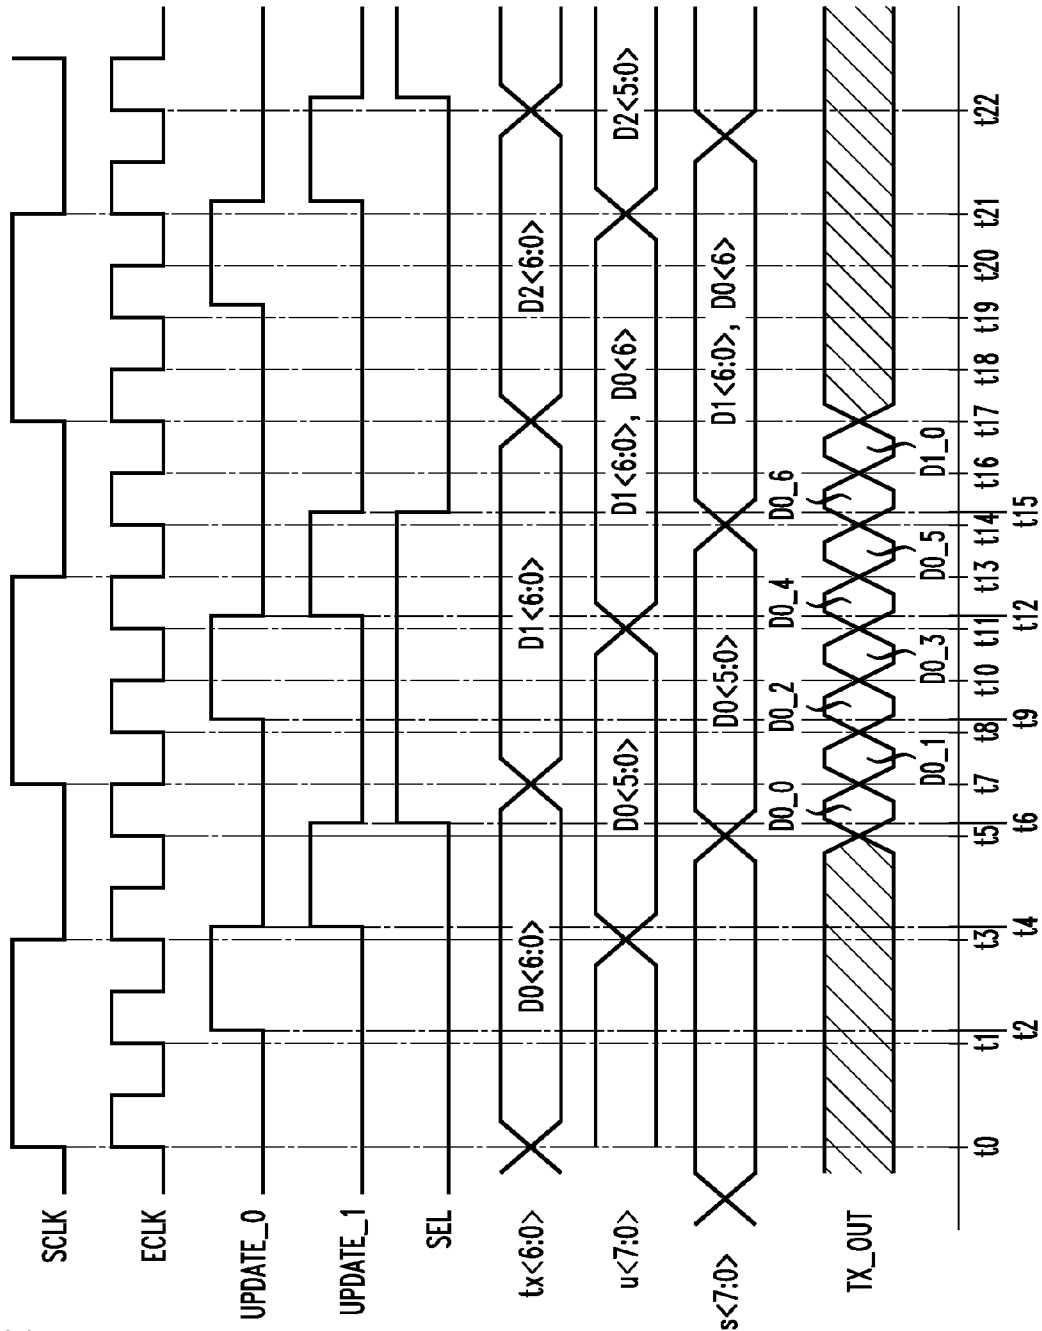 SCLK
ECLK
UPDATE_0
UPDATE_1
SEL
tx<6:0>
D0<6:0>
D1<6:0>
D2<6:0>
u<7:0>
D0<5:0>
D1<6:0>, D0<6>
D2<5:0>
s<7:0>
D0<5:0>
D1<6:0>, D0<6>
TX_OUT
D0_0
D0_1
D0_2
D0_3
D0_4
D0_5
D0_6
D1_0
t0
t1
t2
t3
t4
t5
t6
t7
t8
t9
t10
t11
t12
t13
t14
t15
t16
t17
t18
t19
t20
t21
t22